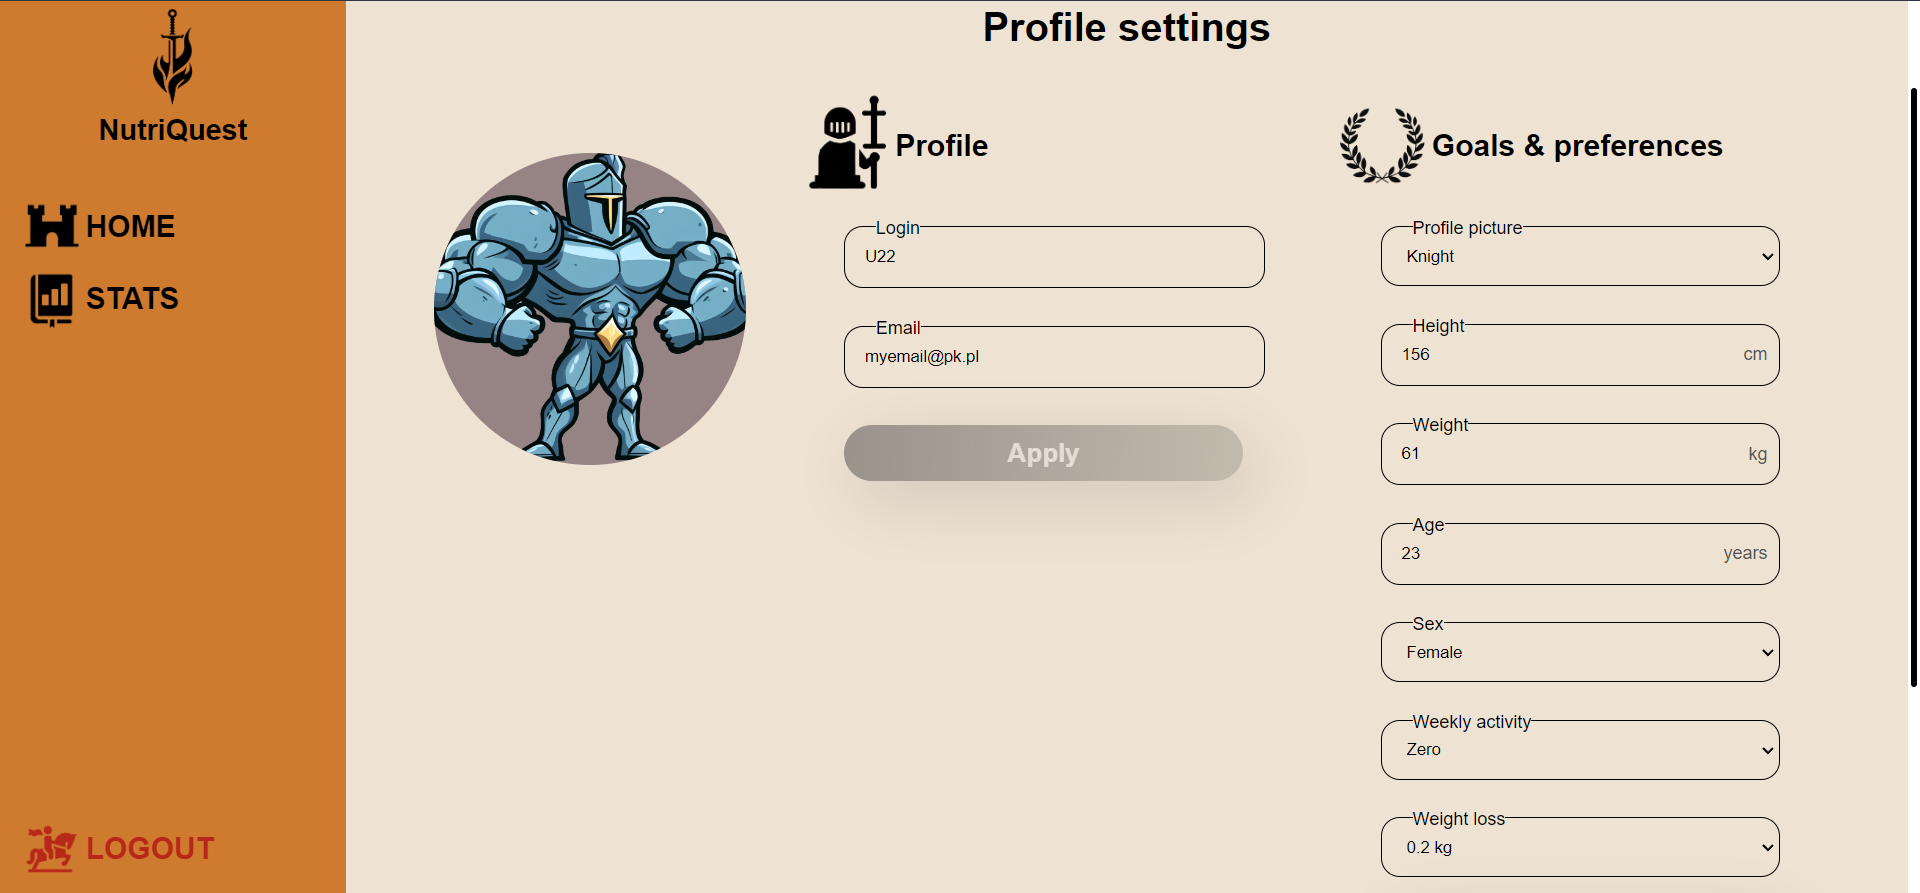 NutriQuest
HOME
STATS
LOGOUT
Profile settings
Profile
Login
U22
Email
myemail@pk.pl
Apply
Goals & preferences
Profile picture
Knight
Height
156 cm
Weight
61 kg
Age
23 years
Sex
Female
Weekly activity
Zero
Weight loss
0.2 kg